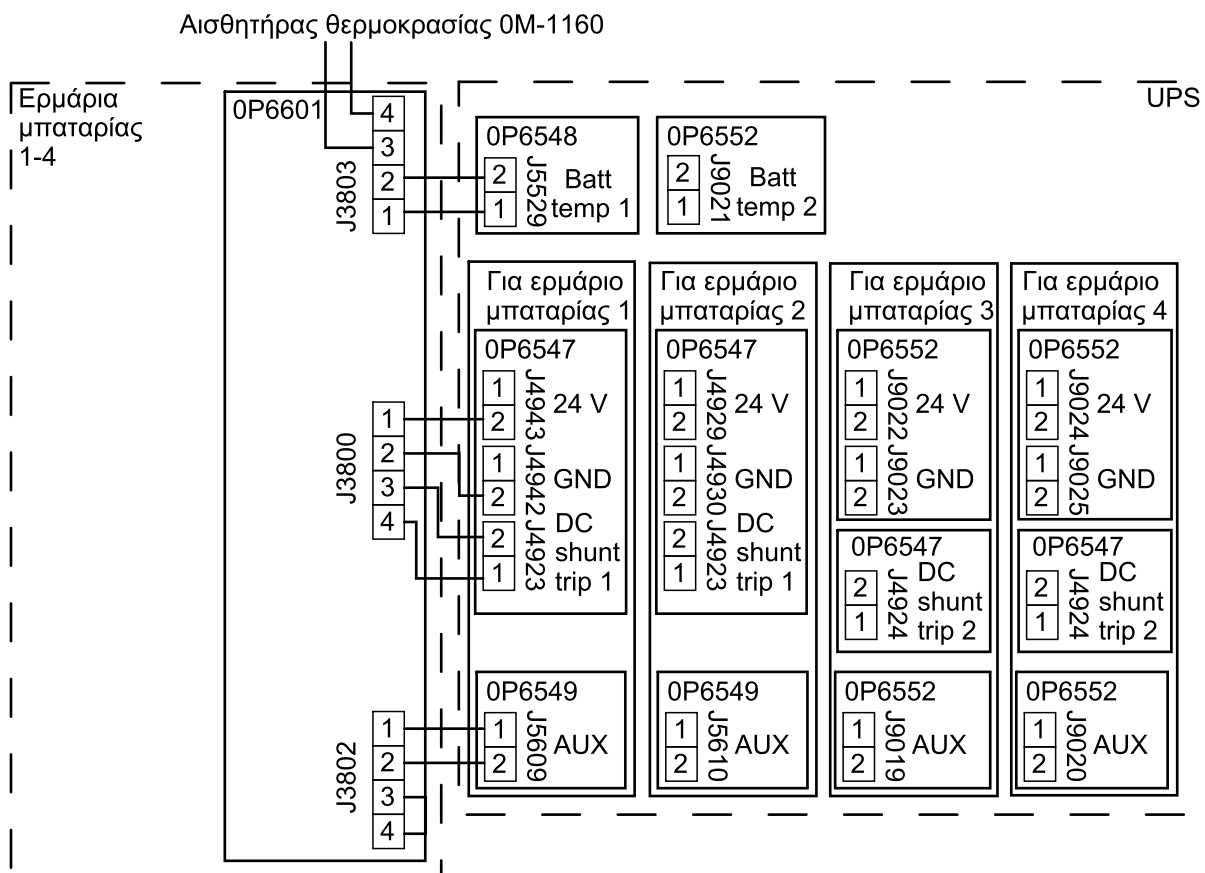 Αισθητήρας θερμοκρασίας 0M-1160
Ερμάρια
μπαταρίας
1-4
UPS
0P6601
J3803
4
3
2
1
0P6548
2
1
J5529
Batt
temp 1
0P6552
2
1
J9021
Batt
temp 2
J3800
1
2
3
4
Για ερμάριο
μπαταρίας 1
0P6547
1
2
J4943
24 V
1
2
J4942
GND
2
1
J4923
DC
shunt
trip 1
0P6549
1
2
J5609
AUX
Για ερμάριο
μπαταρίας 2
0P6547
1
2
J4929
24 V
1
2
J4930
GND
2
1
J4923
DC
shunt
trip 1
0P6549
1
2
J5610
AUX
Για ερμάριο
μπαταρίας 3
0P6552
1
2
J9022
24 V
1
2
J9023
GND
0P6547
2
1
J4924
DC
shunt
trip 2
0P6552
1
2
J9019
AUX
Για ερμάριο
μπαταρίας 4
0P6552
1
2
J9024
24 V
1
2
J9025
GND
0P6547
2
1
J4924
DC
shunt
trip 2
0P6552
1
2
J9020
AUX
J3802
1
2
3
4